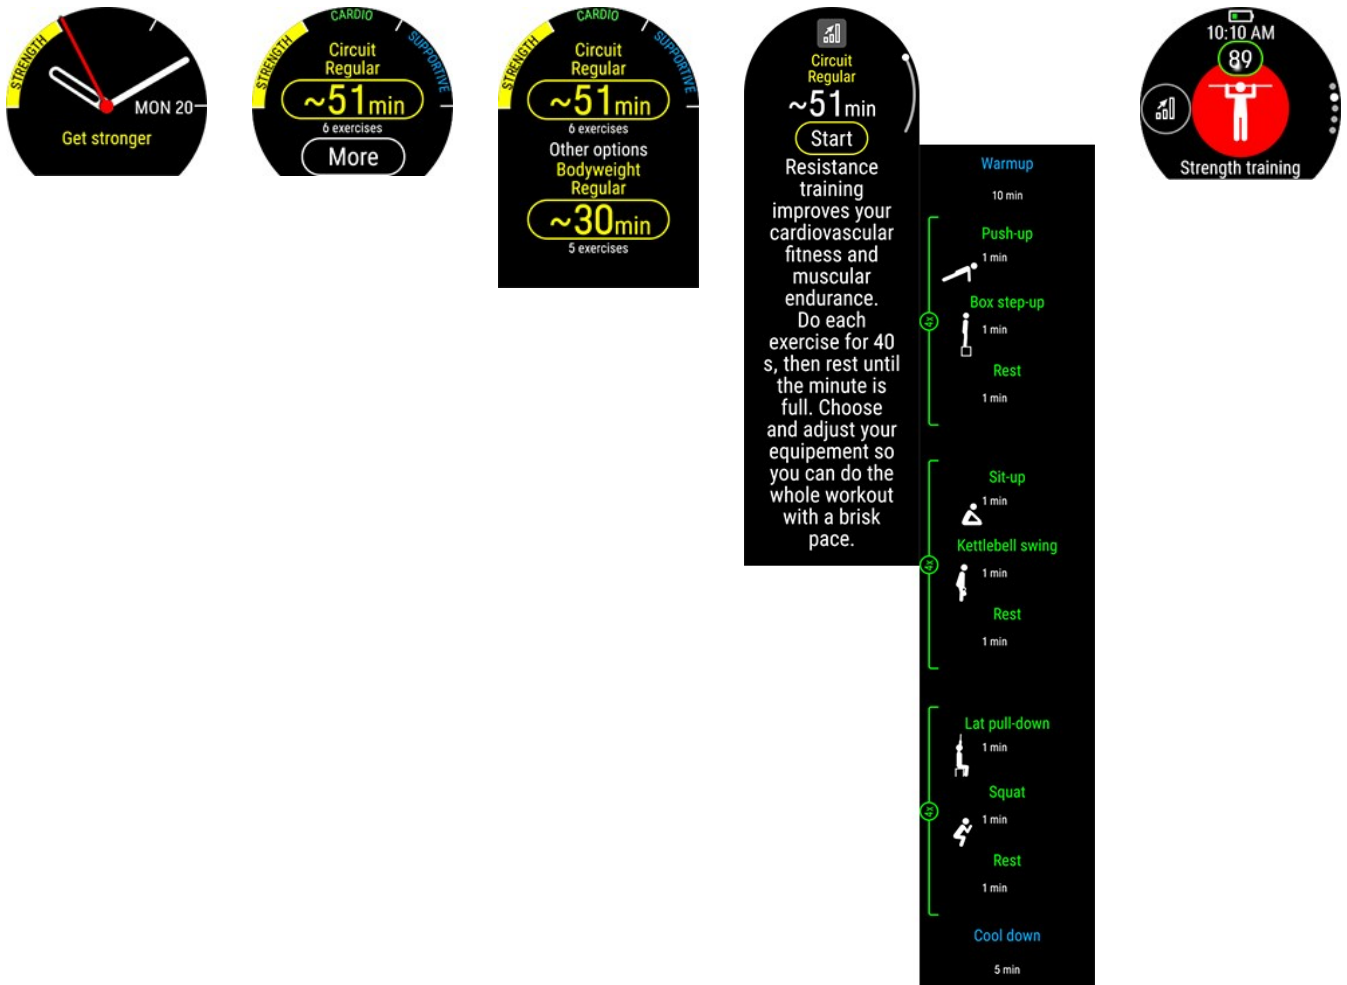 STRENGTH
MON 20
Get stronger
CARDIO
STRENGTH
SUPPORTIVE
Circuit
Regular
~51min
6 exercises
More
CARDIO
STRENGTH
SUPPORTIVE
Circuit
Regular
~51min
6 exercises
Other options
Bodyweight
Regular
~30min
5 exercises
Circuit
Regular
~51min
Start
Resistance
training
improves your
cardiovascular
fitness and
muscular
endurance.
Do each
exercise for 40
s, then rest until
the minute is
full. Choose
and adjust your
equipement so
you can do the
whole workout
with a brisk
pace.
Warmup
10 min
Push-up
1 min
Box step-up
1 min
4x
Rest
1 min
Sit-up
1 min
Kettlebell swing
4x
1 min
Rest
1 min
Lat pull-down
1 min
Squat
4x
1 min
Rest
1 min
Cool down
5 min
10:10 AM
89
Strength training